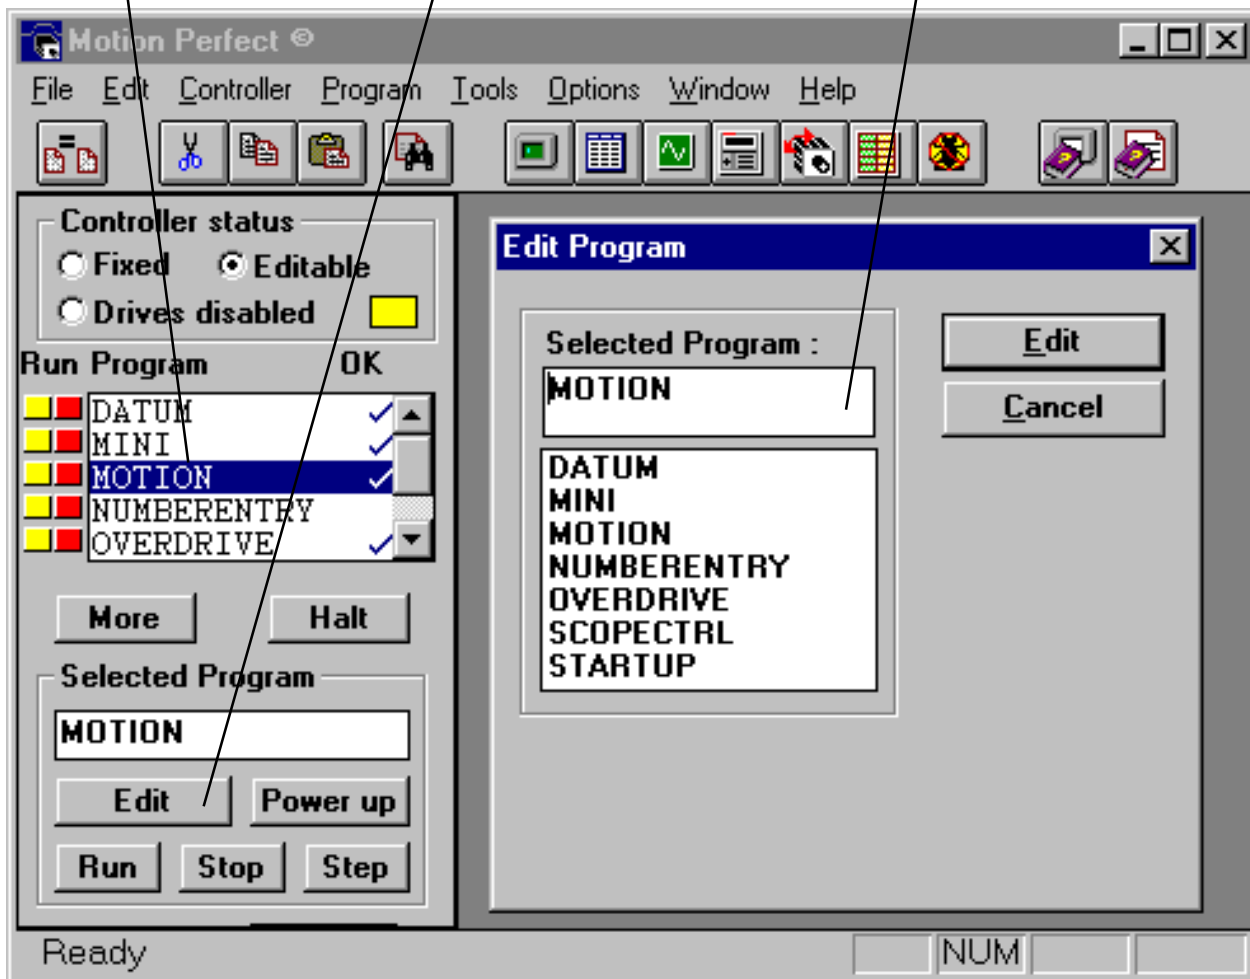 Motion Perfect ©
File Edit Controller Program Tools Options Window Help
Controller status
Fixed Editable
Drives disabled
Run Program OK
DATUM
MINI
MOTION
NUMBERENTRY
OVERDRIVE
More Halt
Selected Program
MOTION
Edit Power up
Run Stop Step
Edit Program
Selected Program :
MOTION
DATUM
MINI
MOTION
NUMBERENTRY
OVERDRIVE
SCOPECTRL
STARTUP
Edit
Cancel
Ready NUM